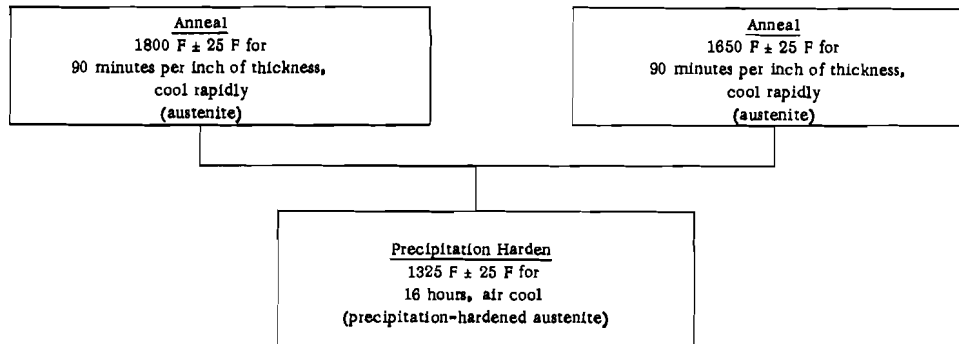 Anneal
1800 F ± 25 F for
90 minutes per inch of thickness,
cool rapidly
(austenite)
Anneal
1650 F ± 25 F for
90 minutes per inch of thickness,
cool rapidly
(austenite)
Precipitation Harden
1325 F ± 25 F for
16 hours, air cool
(precipitation-hardened austenite)